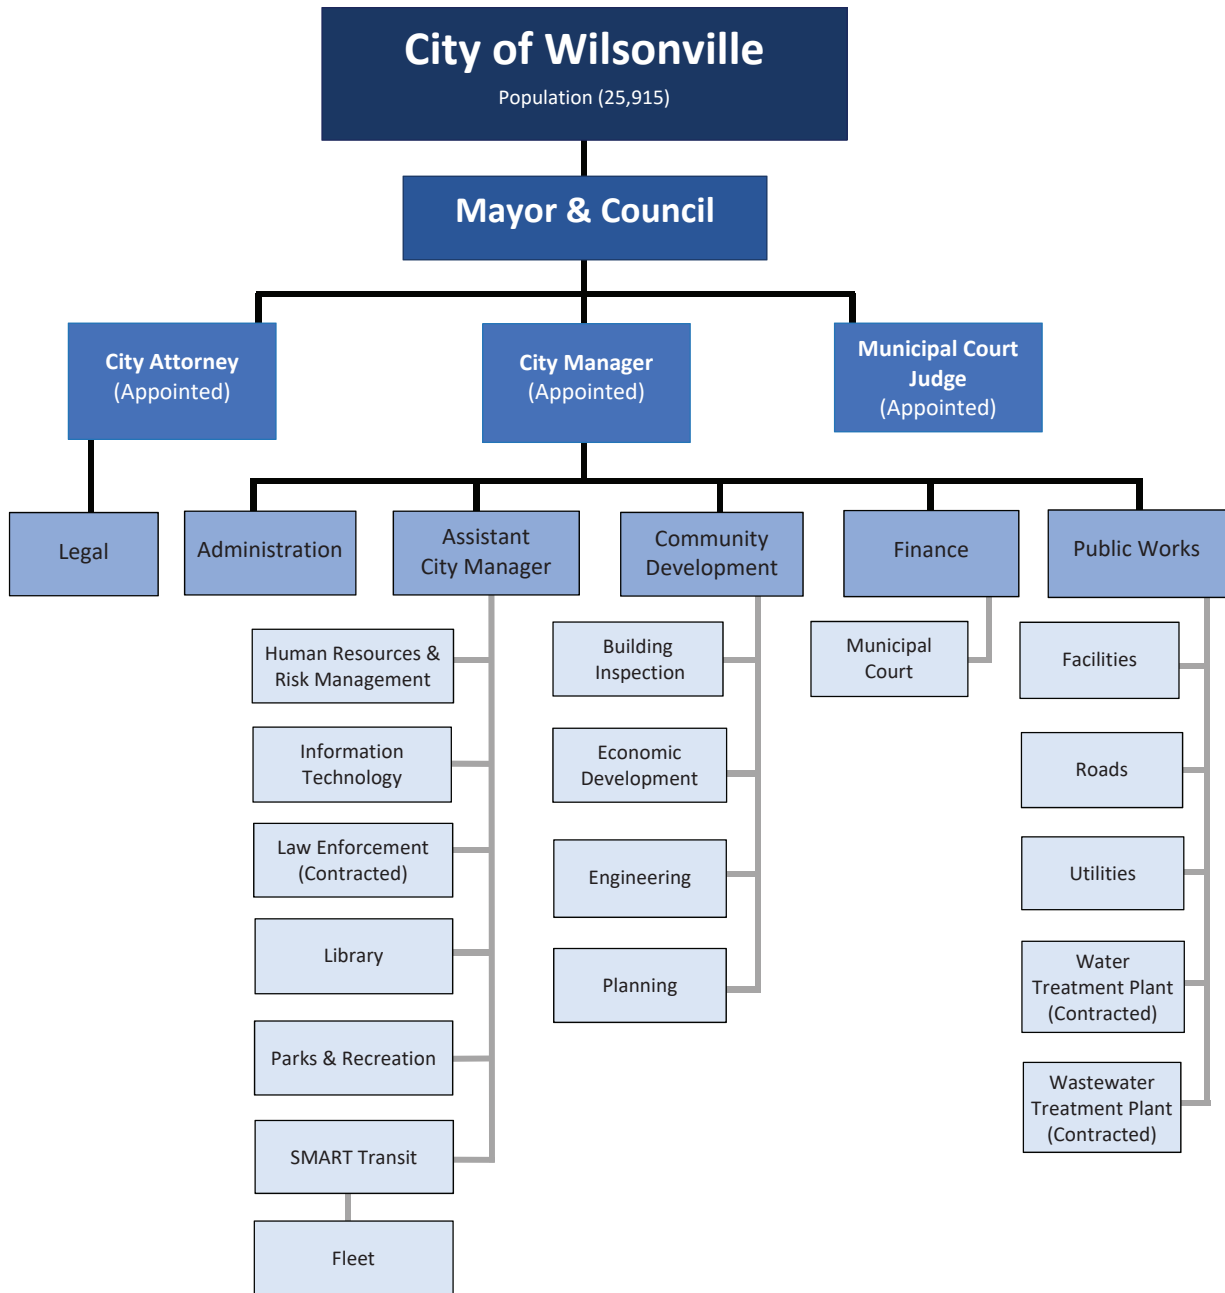 City of Wilsonville
Population (25,915)
Mayor & Council
City Attorney
(Appointed)
City Manager
(Appointed)
Municipal Court
Judge
(Appointed)
Legal
Administration
Assistant
City Manager
Community
Development
Finance
Public Works
Human Resources &
Risk Management
Information
Technology
Law Enforcement
(Contracted)
Library
Parks & Recreation
SMART Transit
Fleet
Building
Inspection
Economic
Development
Engineering
Planning
Municipal
Court
Facilities
Roads
Utilities
Water
Treatment Plant
(Contracted)
Wastewater
Treatment Plant
(Contracted)